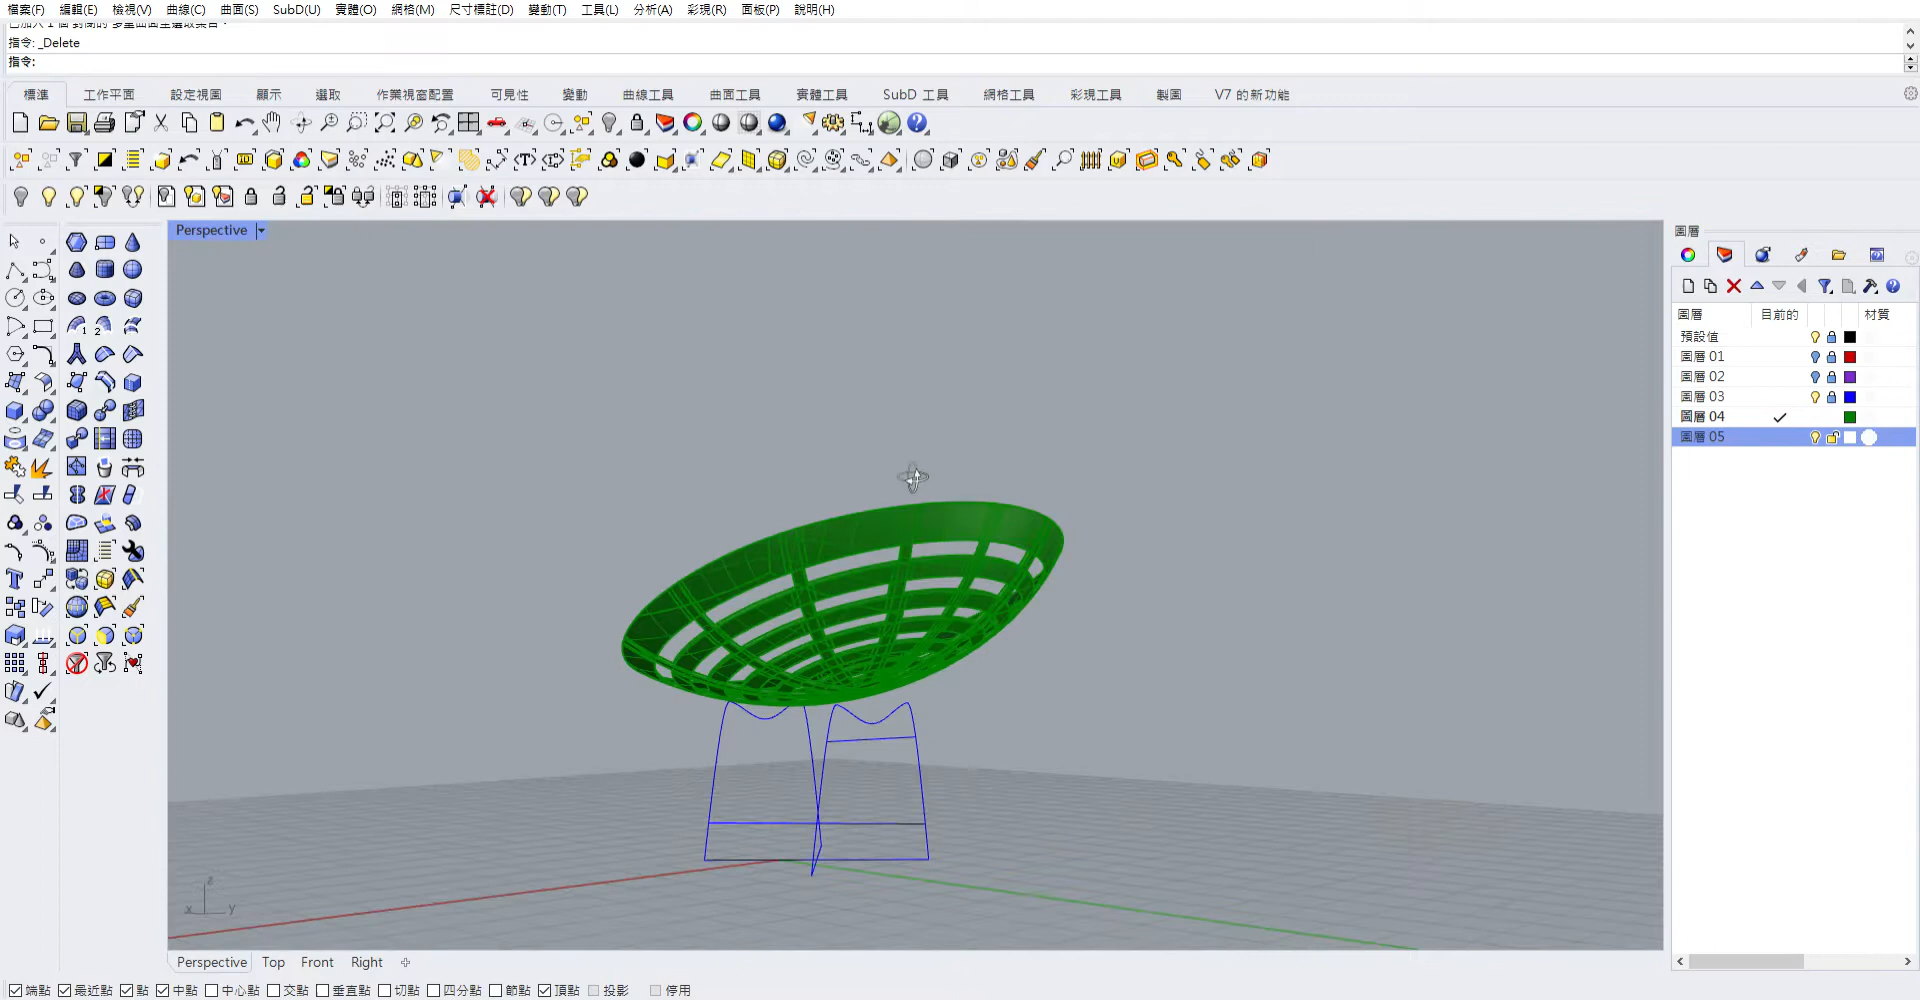 檔案(F) 編輯(E) 檢視(V) 曲線(C) 曲面(S) SubD(U) 實體(O) 網格(M) 尺寸標註(D) 變動(T) 工具(L) 分析(A) 彩現(R) 面板(P) 說明(H)
指令: _Delete
指令:
標準 工作平面 設定視圖 顯示 選取 作業視窗配置 可見性 變動 曲線工具 曲面工具 實體工具 SubD 工具 網格工具 彩現工具 製圖 V7 的新功能
Perspective
圖層
圖層 目前的 材質
預設值
圖層 01
圖層 02
圖層 03
圖層 04
圖層 05
z
x y
Perspective Top Front Right
端點 最近點 點 中點 中心點 交點 垂直點 切點 四分點 節點 頂點 投影 停用